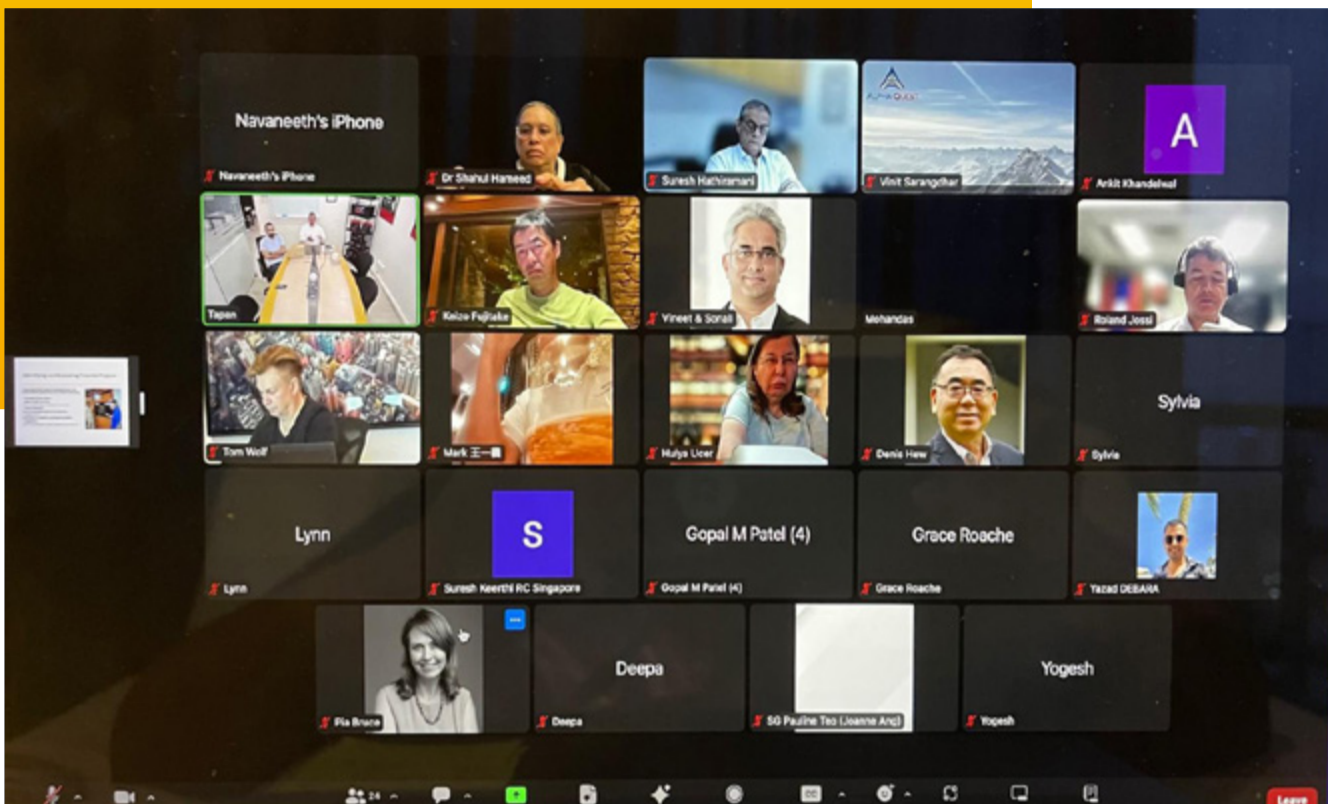 Navaneeth's iPhone
Navaneeth's iPhone
Dr Shahul Hameed
Suresh Hathiramani
Vinit Sarangdhar
A
Ankit Khandelwal
Tapan
Keizo Fujitake
Vineet & Sonali
Mohandas
Roland Jossi
Tom Wolf
Mark 王一
Hulya Ucer
Denis Hew
Sylvia
Sylvia
Lynn
Lynn
S
Suresh Keerthi RC Singapore
Gopal M Patel (4)
Gopal M Patel (4)
Grace Roache
Grace Roache
Yazad DEBARA
Pia Bruce
Deepa
Deepa
SG Pauline Teo (Joanne Ang)
Yogesh
Yogesh
24
CC
Leave